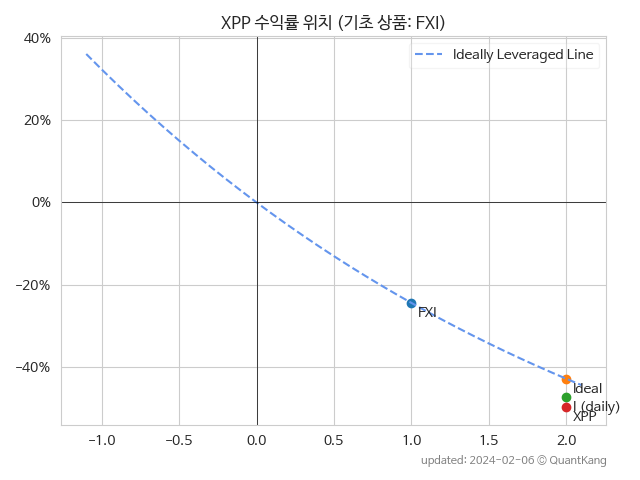 XPP 수익률 위치 (기초 상품: FXI)
Ideally Leveraged Line
40%
20%
0%
−20%
−40%
FXI
Ideal
(daily)
XPP
−1.0
−0.5
0.0
0.5
1.0
1.5
2.0
updated: 2024-02-06 © QuantKang